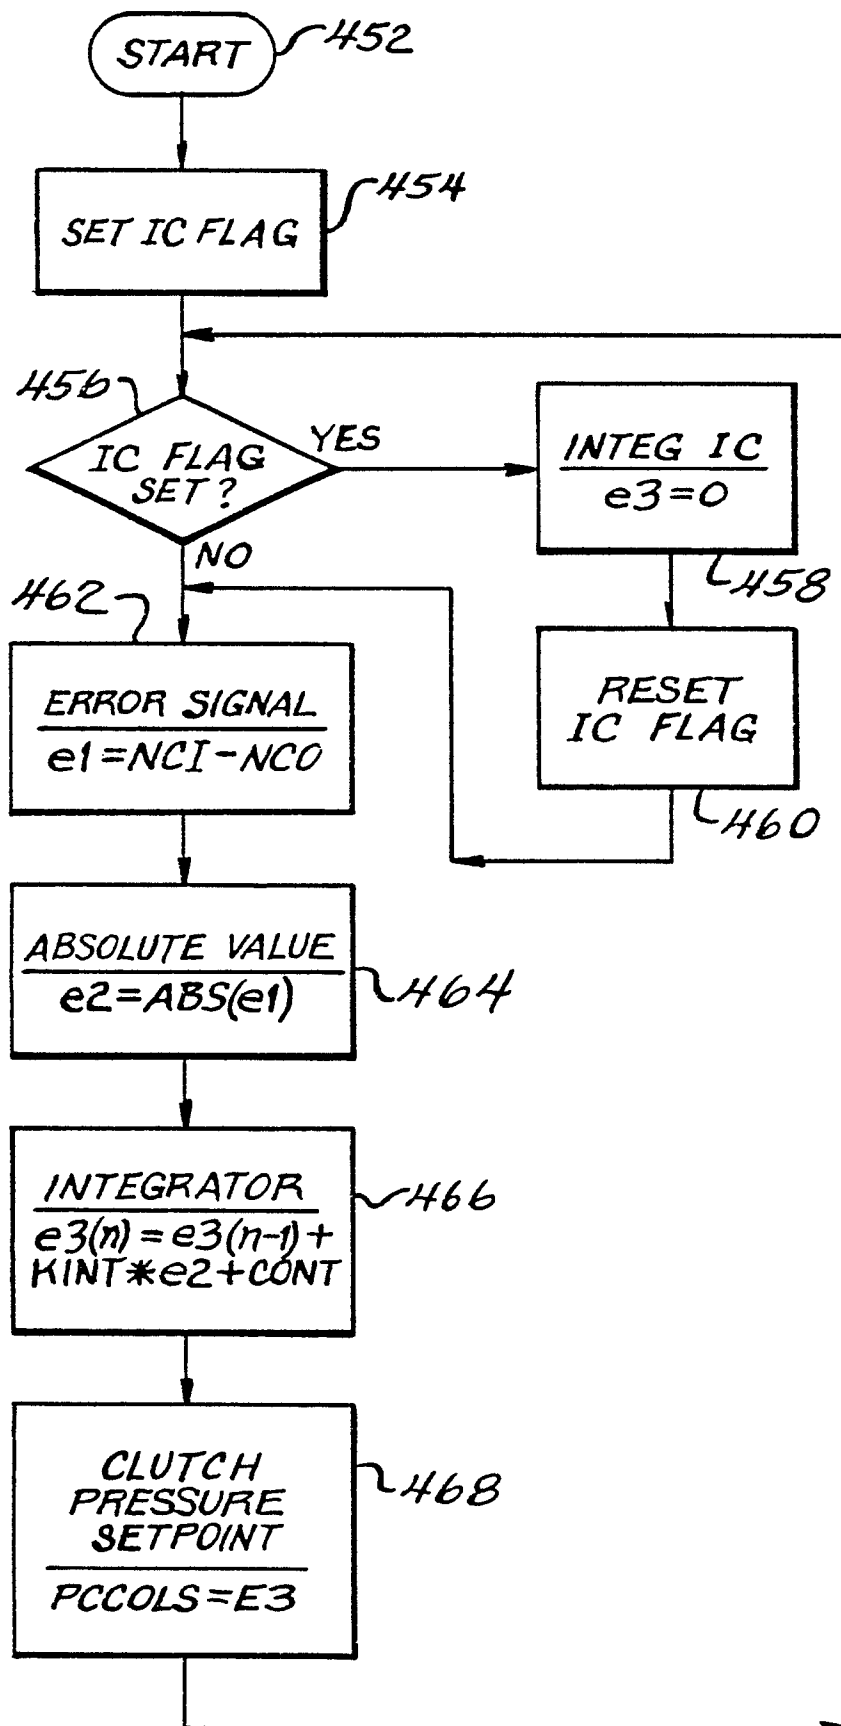 START
452
SET IC FLAG
454
456
IC FLAG
SET?
YES
NO
INTEG IC
e3=0
458
RESET
IC FLAG
460
462
ERROR SIGNAL
e1=NCI-NCO
ABSOLUTE VALUE
e2=ABS(e1)
464
INTEGRATOR
e3(n)=e3(n-1)+
KINT*e2+CONT
466
CLUTCH
PRESSURE
SETPOINT
PCCOLS=E3
468